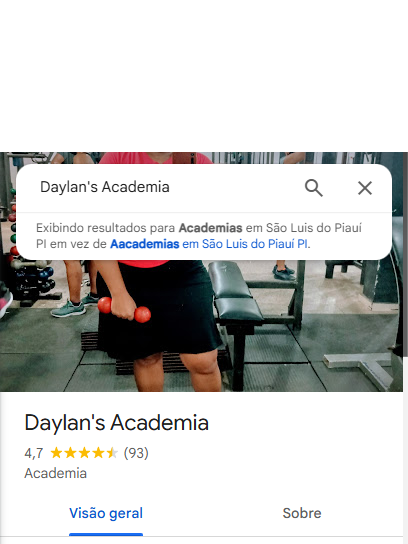 Daylan's Academia
Exibindo resultados para Academias em São Luis do Piauí
PI em vez de Aacademias em São Luis do Piauí PI.
Daylan's Academia
4,7 (93)
Academia
Visão geral Sobre